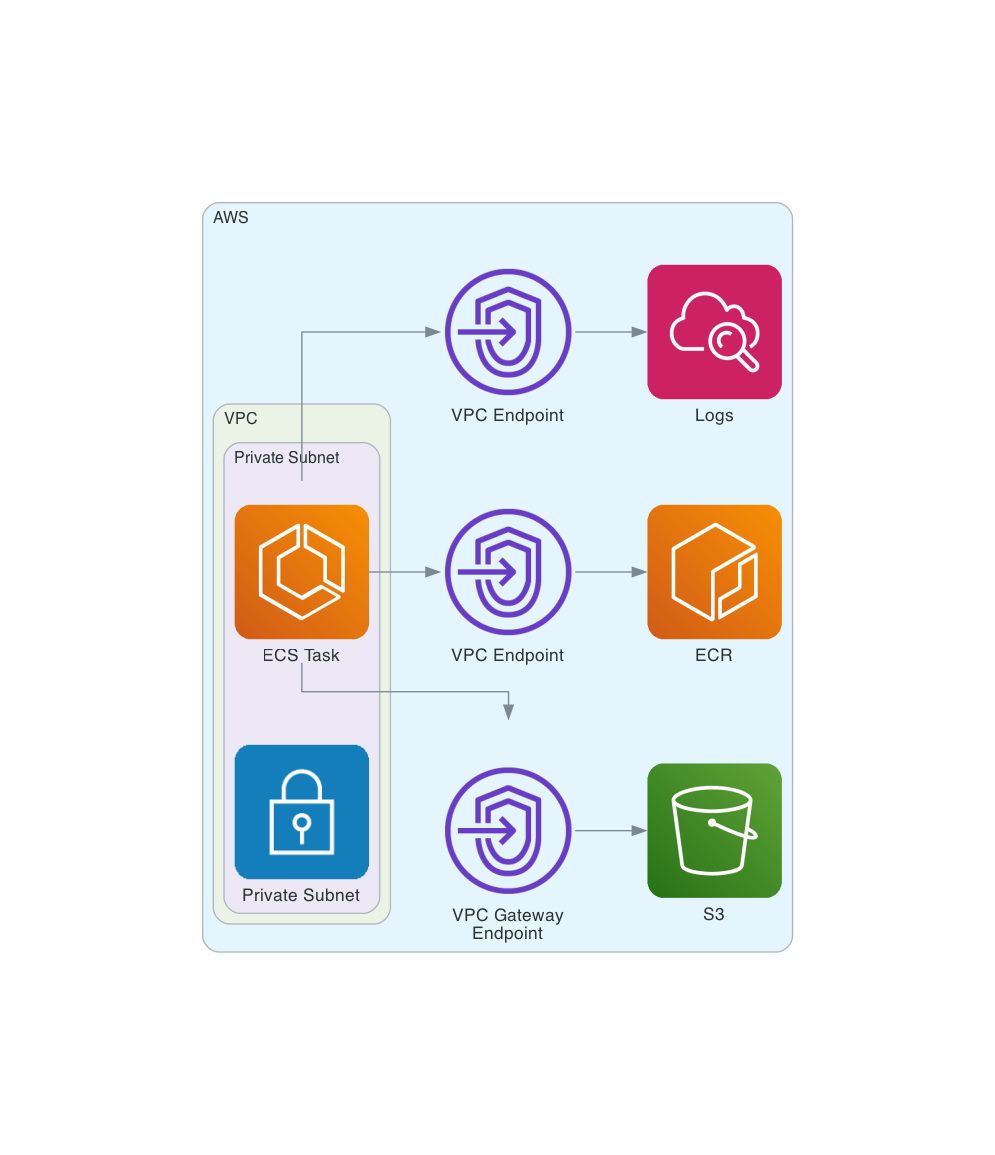 AWS
VPC Endpoint
Logs
VPC
Private Subnet
ECS Task
VPC Endpoint
ECR
Private Subnet
VPC Gateway
Endpoint
S3